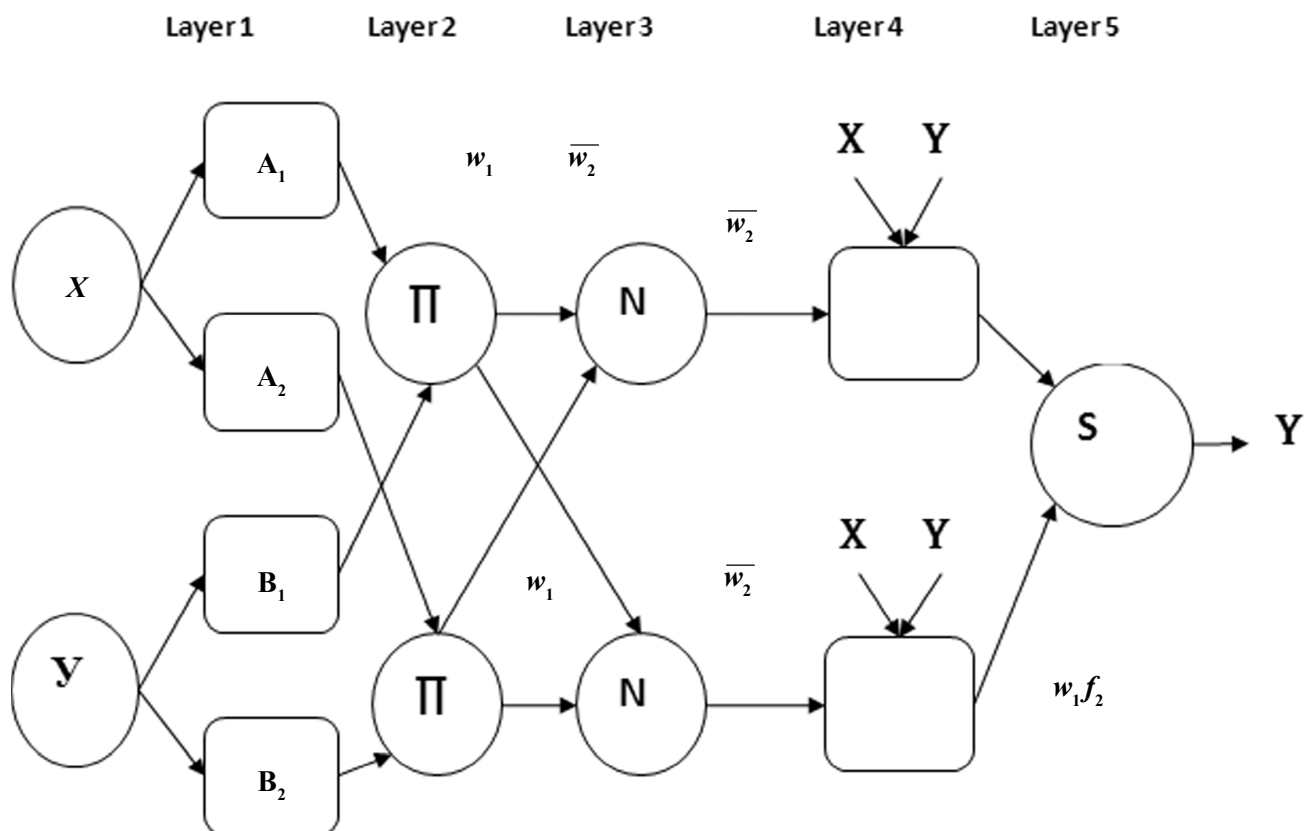 Layer 1 Layer 2 Layer 3 Layer 4 Layer 5
X Y
A₁ w₁ w̅₂̅
w̅₂̅
X
Π N
A₂
S Y
X Y
B₁ w₁ w̅₂̅
У
Π N w₁f₂
B₂